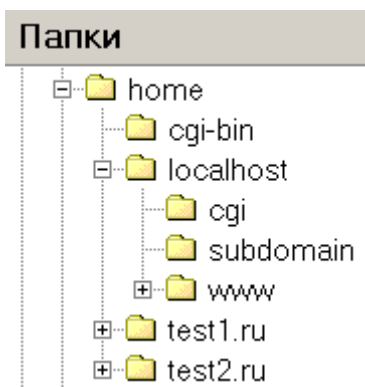 Папки
home
cgi-bin
localhost
cgi
subdomain
www
test1.ru
test2.ru